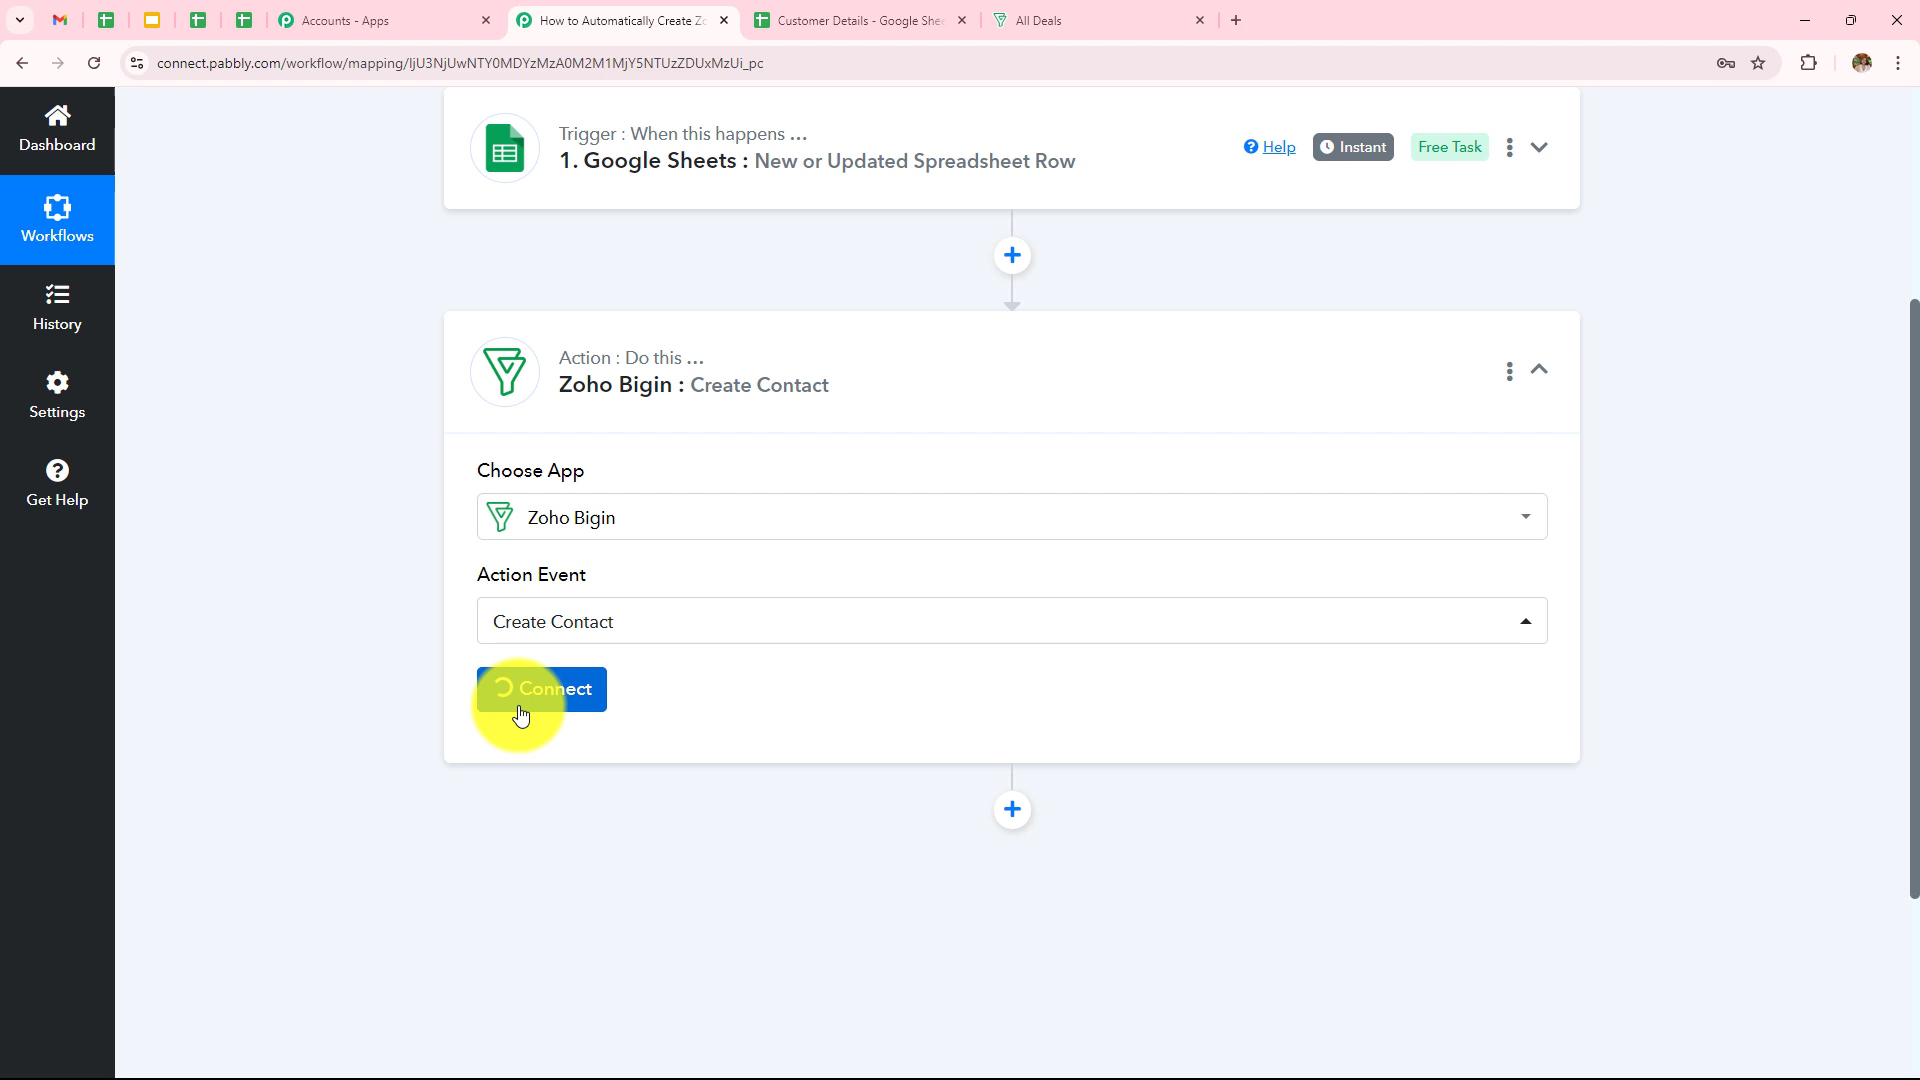 Accounts - Apps
How to Automatically Create Zo
Customer Details - Google She
All Deals
connect.pabbly.com/workflow/mapping/IjU3NjUwNTY0MDYzMzA0M2M1MjY5NTUzZDUxMzUi_pc
Dashboard
Workflows
History
Settings
Get Help
Trigger : When this happens ...
1. Google Sheets : New or Updated Spreadsheet Row
Help
Instant
Free Task
Action : Do this ...
Zoho Bigin : Create Contact
Choose App
Zoho Bigin
Action Event
Create Contact
Connect